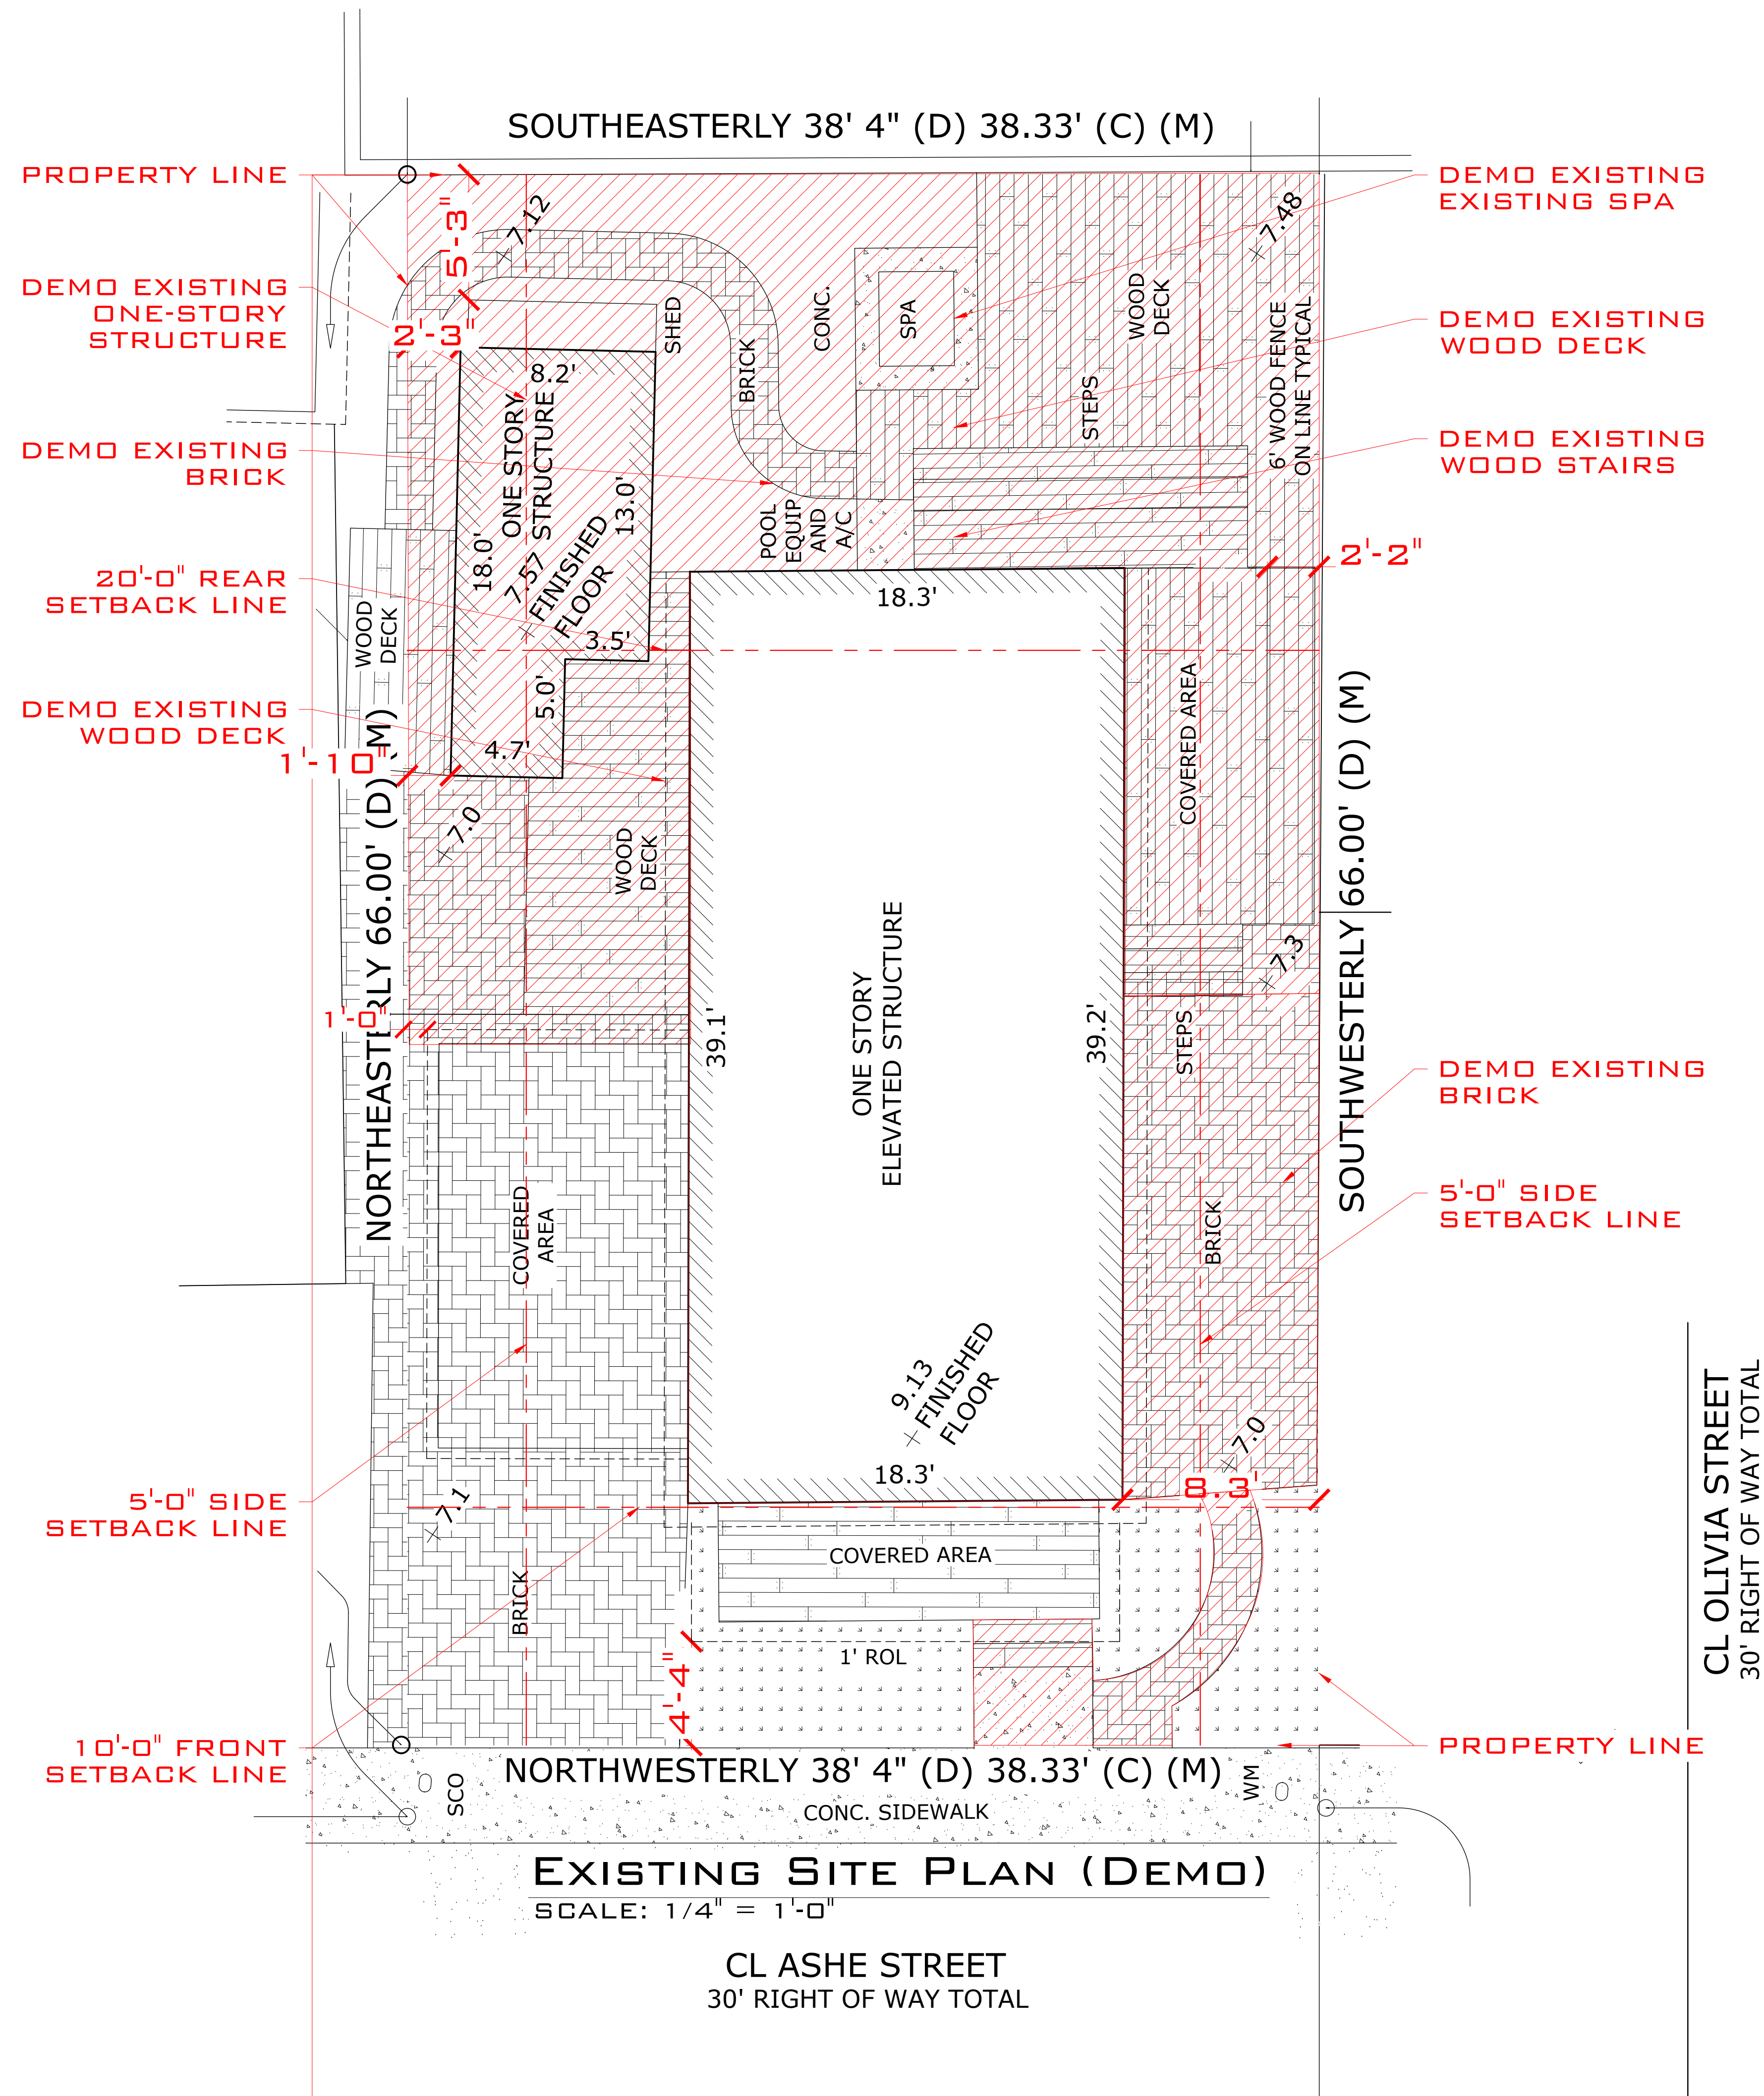 SOUTHEASTERLY 38' 4" (D) 38.33' (C) (M)
PROPERTY LINE
DEMO EXISTING
ONE-STORY
STRUCTURE
DEMO EXISTING
BRICK
20'-0" REAR
SETBACK LINE
DEMO EXISTING
WOOD DECK
5'-0" SIDE
SETBACK LINE
10'-0" FRONT
SETBACK LINE
DEMO EXISTING
EXISTING SPA
DEMO EXISTING
WOOD DECK
DEMO EXISTING
WOOD STAIRS
DEMO EXISTING
BRICK
5'-0" SIDE
SETBACK LINE
PROPERTY LINE
5'-3"
2'-3"
1'-10"
1'-0"
2'-2"
8.3'
4'-4"
7.12
7.48
SHED
BRICK
CONC.
SPA
WOOD
DECK
STEPS
6' WOOD FENCE
ON LINE TYPICAL
8.2'
ONE STORY
STRUCTURE
18.0'
13.0'
7.57
FINISHED
FLOOR
3.5'
5.0'
4.7'
POOL
EQUIP
AND
A/C
WOOD
DECK
18.3'
COVERED AREA
7.0
WOOD
DECK
7.3
39.1'
39.2'
ONE STORY
ELEVATED STRUCTURE
STEPS
BRICK
COVERED
AREA
9.13
FINISHED
FLOOR
18.3'
7.0
7.1
BRICK
COVERED AREA
1' ROL
NORTHEASTERLY 66.00' (D) (M)
SOUTHWESTERLY 66.00' (D) (M)
NORTHWESTERLY 38' 4" (D) 38.33' (C) (M)
SCO
WM
CONC. SIDEWALK
EXISTING SITE PLAN (DEMO)
SCALE: 1/4" = 1'-0"
CL ASHE STREET
30' RIGHT OF WAY TOTAL
CL OLIVIA STREET
30' RIGHT OF WAY TOTAL